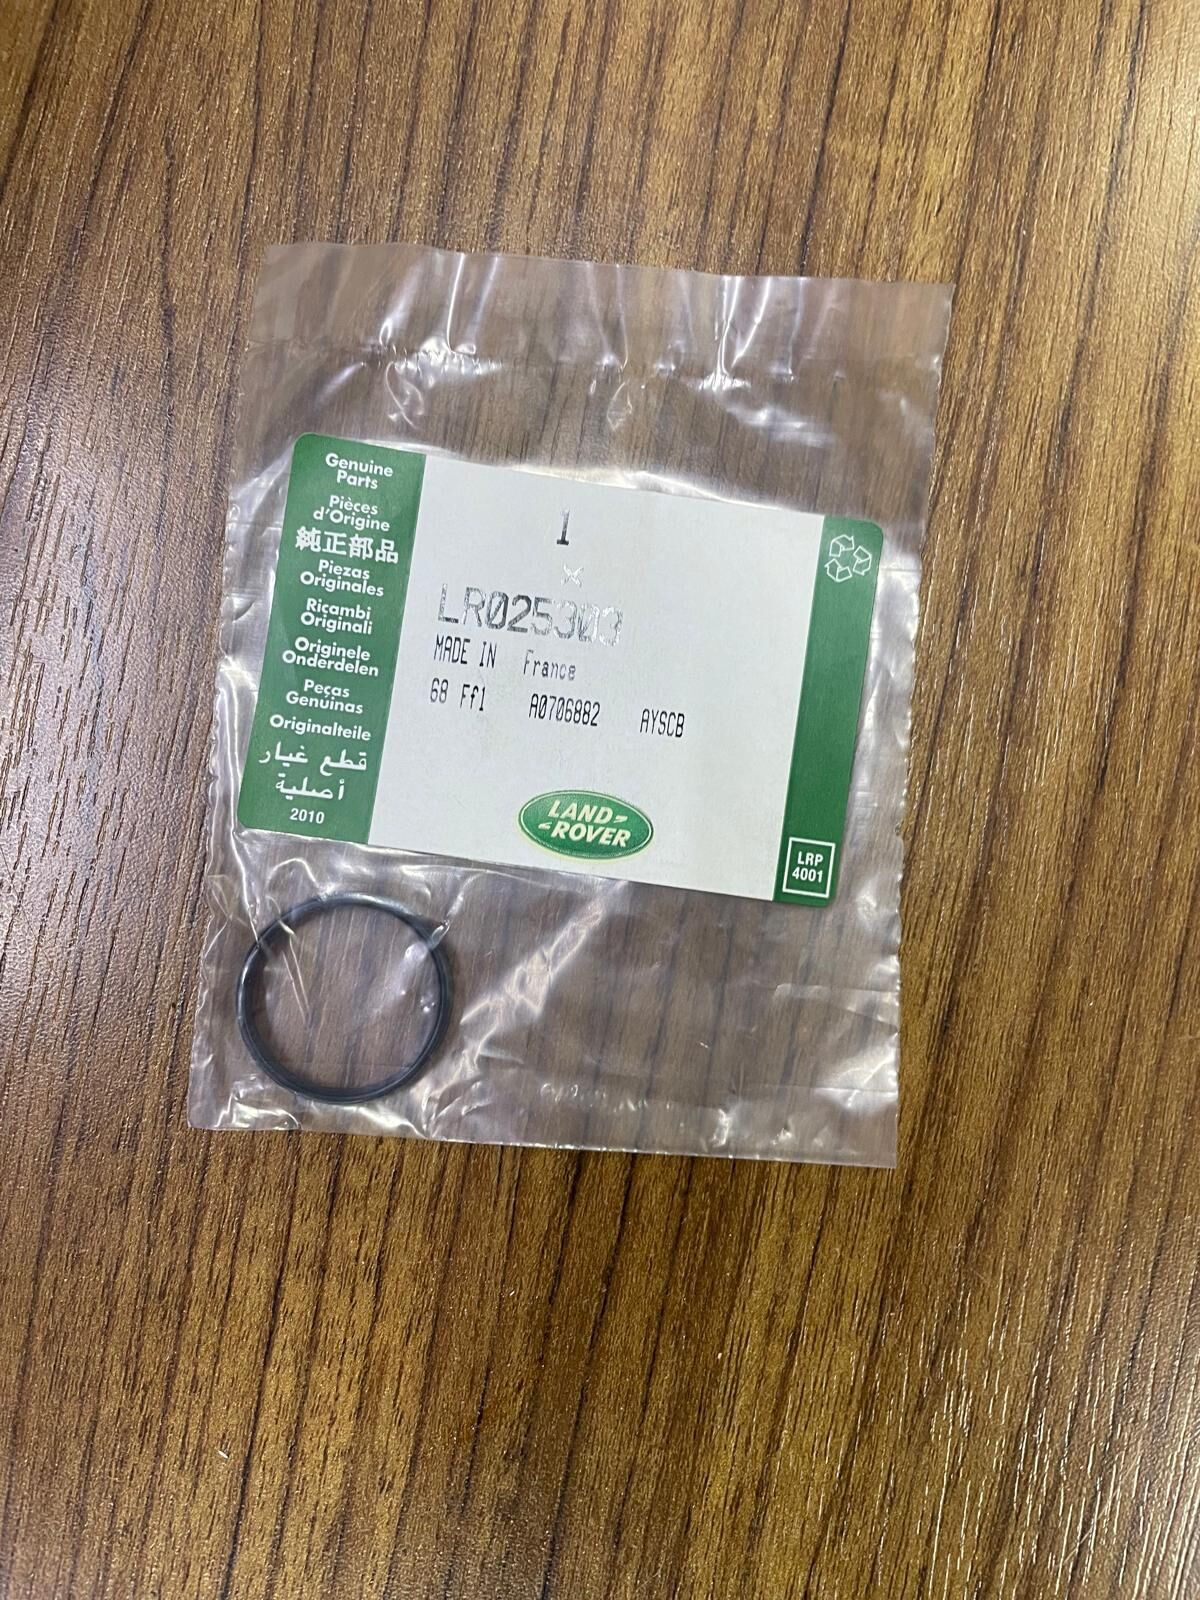 Genuine
Parts
Pièces
d'Origine
純正部品
Piezas
Originales
Ricambi
Originali
Originele
Onderdelen
Peças
Genuínas
Originalteile
قطع غيار
أصلية
2010
1
X
LR025303
MADE IN France
68 Ff1 A0706882 AYSCB
LAND
ROVER
LRP
4001